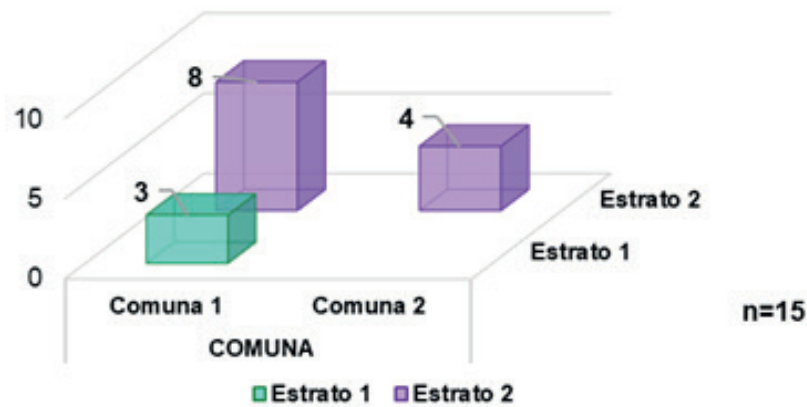 8
4
10
3
5
Estrato 2
Estrato 1
0
Comuna 1 Comuna 2
n=15
COMUNA
Estrato 1 Estrato 2